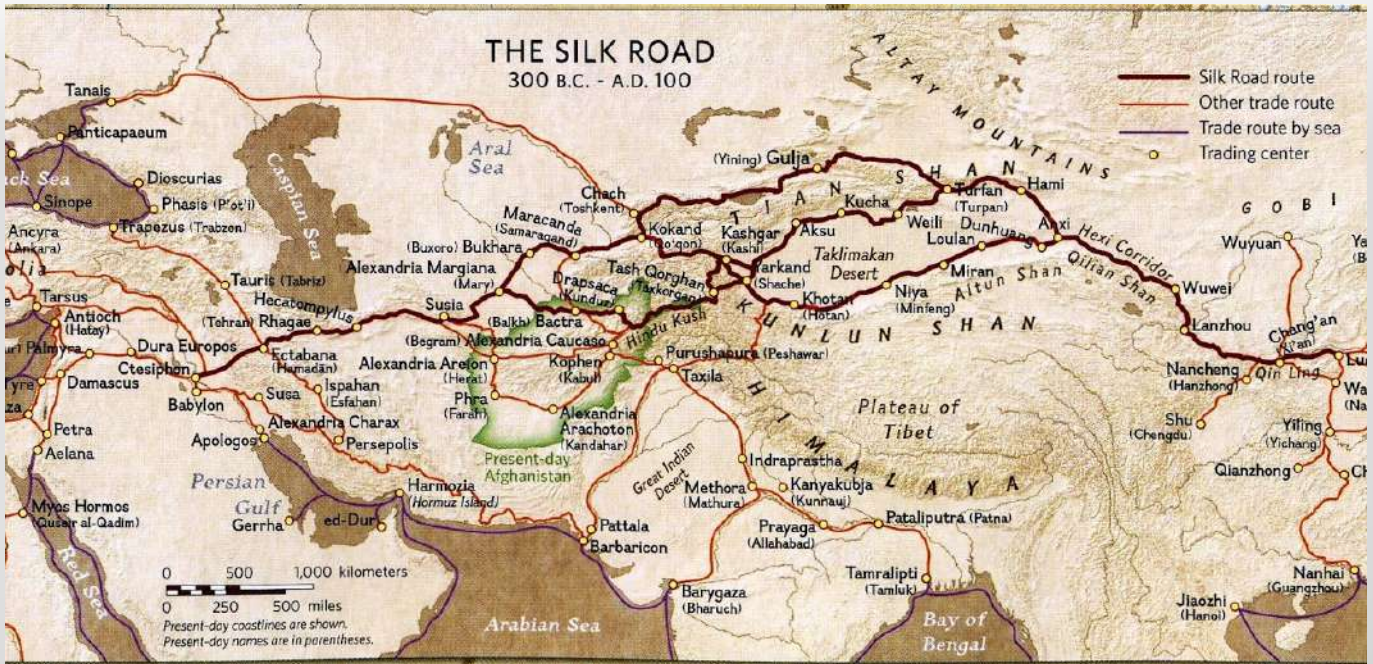 THE SILK ROAD
300 B.C. - A.D. 100
Silk Road route
Other trade route
Trade route by sea
Trading center
ALTAY MOUNTAINS
GOBI
Tanais
Panticapaeum
Dioscurias
ck Sea
Sinope
Phasis (P'ot'i)
Trapezus (Trabzon)
Ancyra
(Ankara)
Caspian Sea
Aral
Sea
(Yining) Gulja
TIAN SHAN
Turfan
(Turpan)
Hami
Chach
(Toshkent)
Kucha
Maracanda
(Samarqand)
Kokand
(Qo'qon)
Kashgar
(Kashi)
Aksu
Weili
Dunhuang
Loulan
Anxi
Hexi Corridor
Wuyuan
(Buxoro) Bukhara
Taklimakan
Desert
Qilian Shan
Alexandria Margiana
(Mary)
Drapsaca
(Kunduz)
Tash Qorghan
(Taxkorgan)
Yarkand
(Shache)
Miran
Altun Shan
Tauris (Tabriz)
Tarsus
Hecatompylus
Susia
Khotan
(Hotan)
Niya
(Minfeng)
Wuwei
Antioch
(Hatay)
(Tehran) Rhagae
(Balkh) Bactra
Hindu Kush
KUNLUN SHAN
Lanzhou
Chang'an
(Xi'an)
Palmyra
Dura Europos
Ectabana
(Hamadān)
(Begram) Alexandria Caucaso
Purushapura (Peshawar)
Ctesiphon
Alexandria Areion
(Herat)
Kophen
(Kabul)
Taxila
Nancheng
(Hanzhong)
Qin Ling
Damascus
Babylon
Susa
Ispahan
(Esfahan)
Phra
(Farah)
Alexandria
Arachoton
(Kandahar)
HIMALAYA
Plateau of
Tibet
Shu
(Chengdu)
Yiling
(Yichang)
Petra
Aelana
Apologos
Alexandria Charax
Persepolis
Present-day
Afghanistan
Great Indian
Desert
Indraprastha
Qianzhong
Persian
Gulf
Harmozia
(Hormuz Island)
Methora
(Mathura)
Kanyakubja
(Kunnauj)
Myos Hormos
(Quseir al-Qadim)
Gerrha
ed-Dur
Pattala
Barbaricon
Prayaga
(Allahabad)
Pataliputra (Patna)
Red Sea
0 500 1,000 kilometers
0 250 500 miles
Present-day coastlines are shown.
Present-day names are in parentheses.
Arabian Sea
Barygaza
(Bharuch)
Tamralipti
(Tamluk)
Bay of
Bengal
Nanhai
(Guangzhou)
Jiaozhi
(Hanoi)